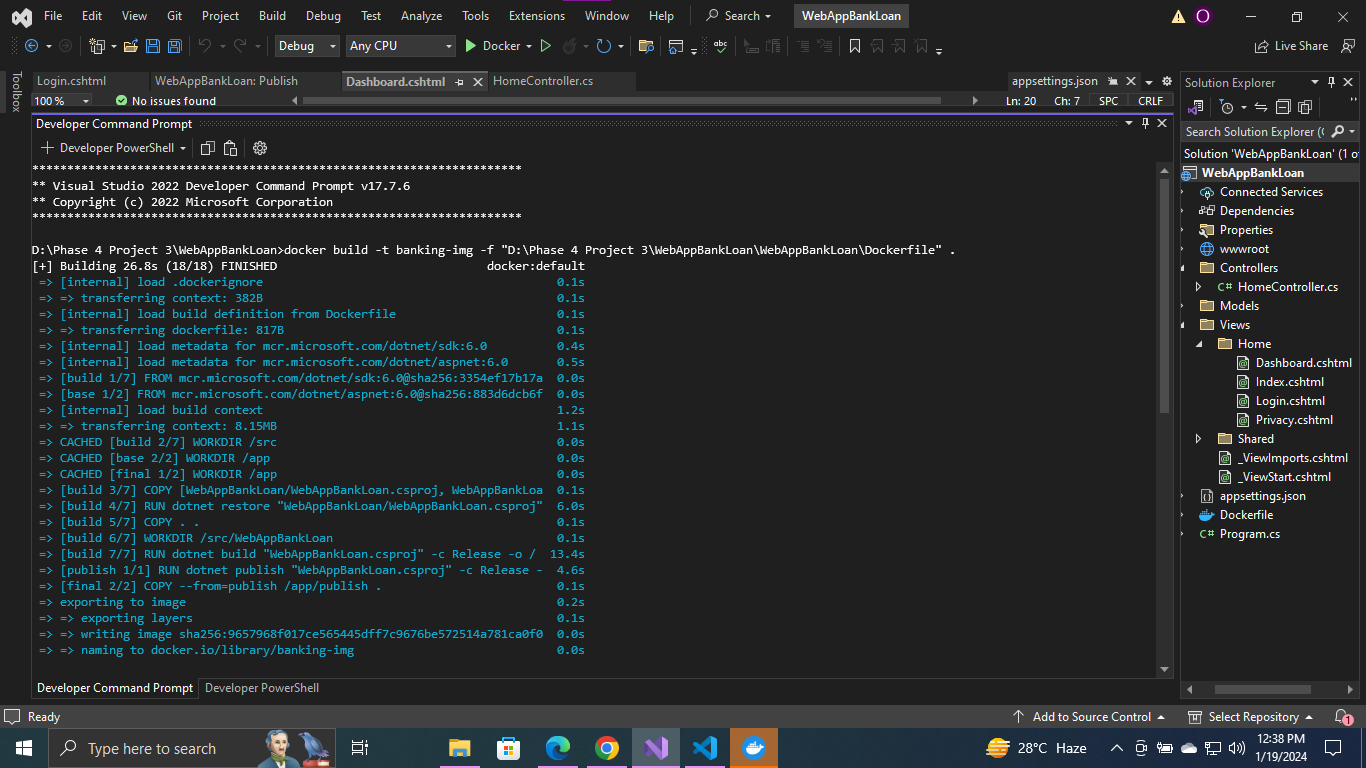 File Edit View Git Project Build Debug Test Analyze Tools Extensions Window Help Search WebAppBankLoan O
Debug Any CPU Docker abc Live Share
Toolbox
Login.cshtml WebAppBankLoan: Publish Dashboard.cshtml HomeController.cs appsettings.json
100 % No issues found Ln: 20 Ch: 7 SPC CRLF
Developer Command Prompt
Developer PowerShell
**********************************************************************
** Visual Studio 2022 Developer Command Prompt v17.7.6
** Copyright (c) 2022 Microsoft Corporation
**********************************************************************
D:\Phase 4 Project 3\WebAppBankLoan>docker build -t banking-img -f "D:\Phase 4 Project 3\WebAppBankLoan\WebAppBankLoan\Dockerfile" .
[+] Building 26.8s (18/18) FINISHED docker:default
=> [internal] load .dockerignore 0.1s
=> => transferring context: 382B 0.1s
=> [internal] load build definition from Dockerfile 0.1s
=> => transferring dockerfile: 817B 0.1s
=> [internal] load metadata for mcr.microsoft.com/dotnet/sdk:6.0 0.4s
=> [internal] load metadata for mcr.microsoft.com/dotnet/aspnet:6.0 0.5s
=> [build 1/7] FROM mcr.microsoft.com/dotnet/sdk:6.0@sha256:3354ef17b17a 0.0s
=> [base 1/2] FROM mcr.microsoft.com/dotnet/aspnet:6.0@sha256:883d6dcb6f 0.0s
=> [internal] load build context 1.2s
=> => transferring context: 8.15MB 1.1s
=> CACHED [build 2/7] WORKDIR /src 0.0s
=> CACHED [base 2/2] WORKDIR /app 0.0s
=> CACHED [final 1/2] WORKDIR /app 0.0s
=> [build 3/7] COPY [WebAppBankLoan/WebAppBankLoan.csproj, WebAppBankLoa 0.1s
=> [build 4/7] RUN dotnet restore "WebAppBankLoan/WebAppBankLoan.csproj" 6.0s
=> [build 5/7] COPY . . 0.1s
=> [build 6/7] WORKDIR /src/WebAppBankLoan 0.1s
=> [build 7/7] RUN dotnet build "WebAppBankLoan.csproj" -c Release -o / 13.4s
=> [publish 1/1] RUN dotnet publish "WebAppBankLoan.csproj" -c Release - 4.6s
=> [final 2/2] COPY --from=publish /app/publish . 0.1s
=> exporting to image 0.2s
=> => exporting layers 0.1s
=> => writing image sha256:9657968f017ce565445dff7c9676be572514a781ca0f0 0.0s
=> => naming to docker.io/library/banking-img 0.0s
Developer Command Prompt Developer PowerShell
Solution Explorer
Search Solution Explorer (C
Solution 'WebAppBankLoan' (1 o
WebAppBankLoan
Connected Services
Dependencies
Properties
wwwroot
Controllers
C# HomeController.cs
Models
Views
Home
Dashboard.cshtml
Index.cshtml
Login.cshtml
Privacy.cshtml
Shared
_ViewImports.cshtml
_ViewStart.cshtml
appsettings.json
Dockerfile
C# Program.cs
Ready Add to Source Control Select Repository 1
Type here to search 28°C Haze 12:38 PM
1/19/2024